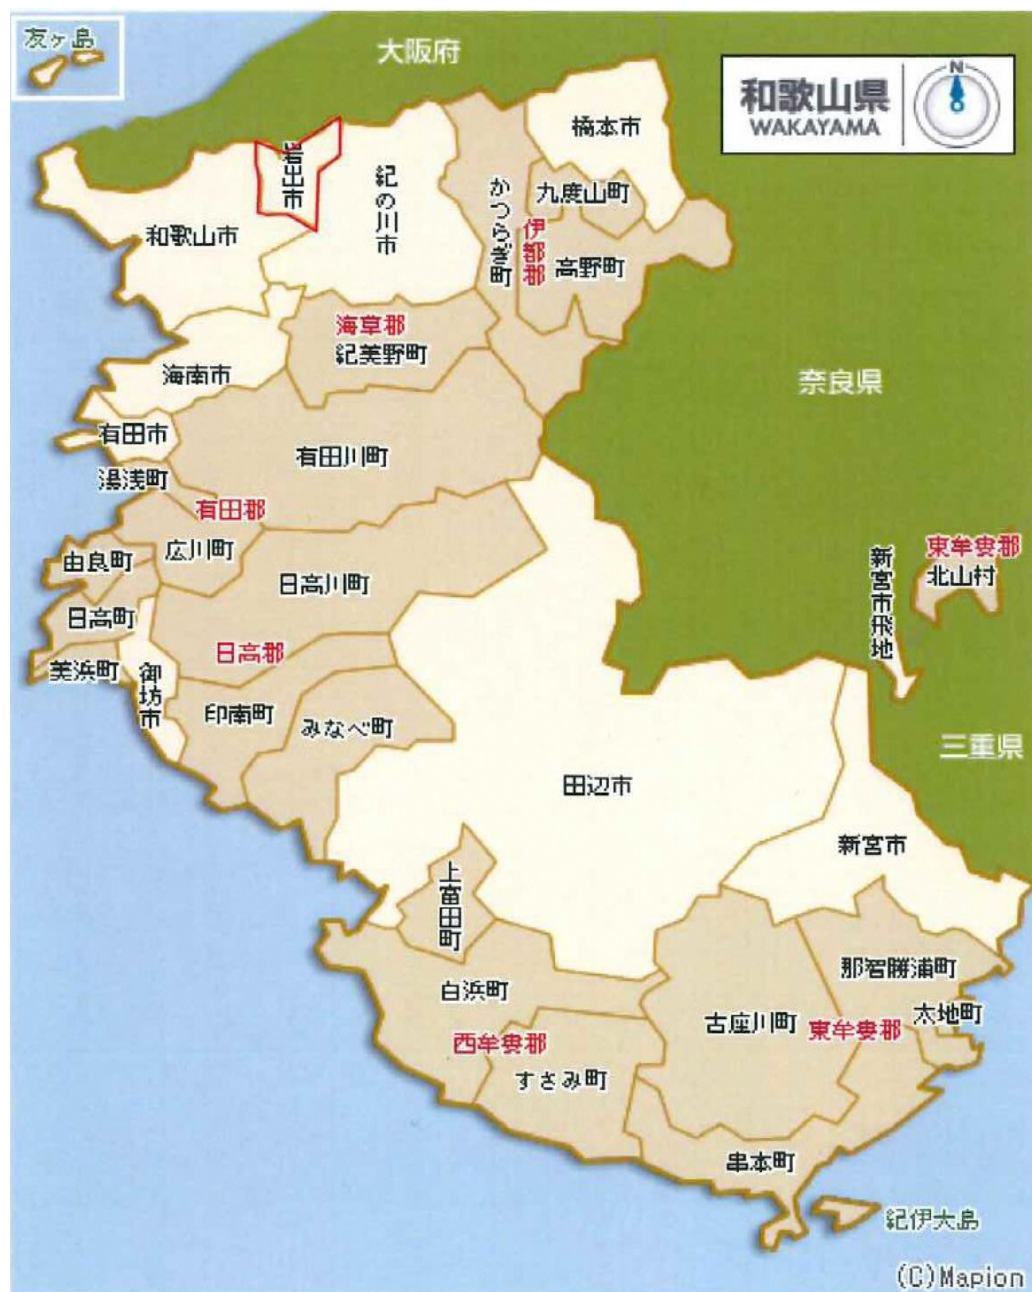 友ヶ島
大阪府
和歌山県
WAKAYAMA
N
橋本市
岩出市
紀の川市
かつらぎ町
九度山町
伊都郡
高野町
和歌山市
海草郡
紀美野町
海南市
奈良県
有田市
有田川町
湯浅町
有田郡
広川町
由良町
日高川町
東牟婁郡
北山村
新宮市飛地
日高町
日高郡
美浜町
御坊市
印南町
みなべ町
三重県
田辺市
新宮市
上富田町
那智勝浦町
白浜町
太地町
古座川町
東牟婁郡
西牟婁郡
すさみ町
串本町
紀伊大島
(C)Mapion